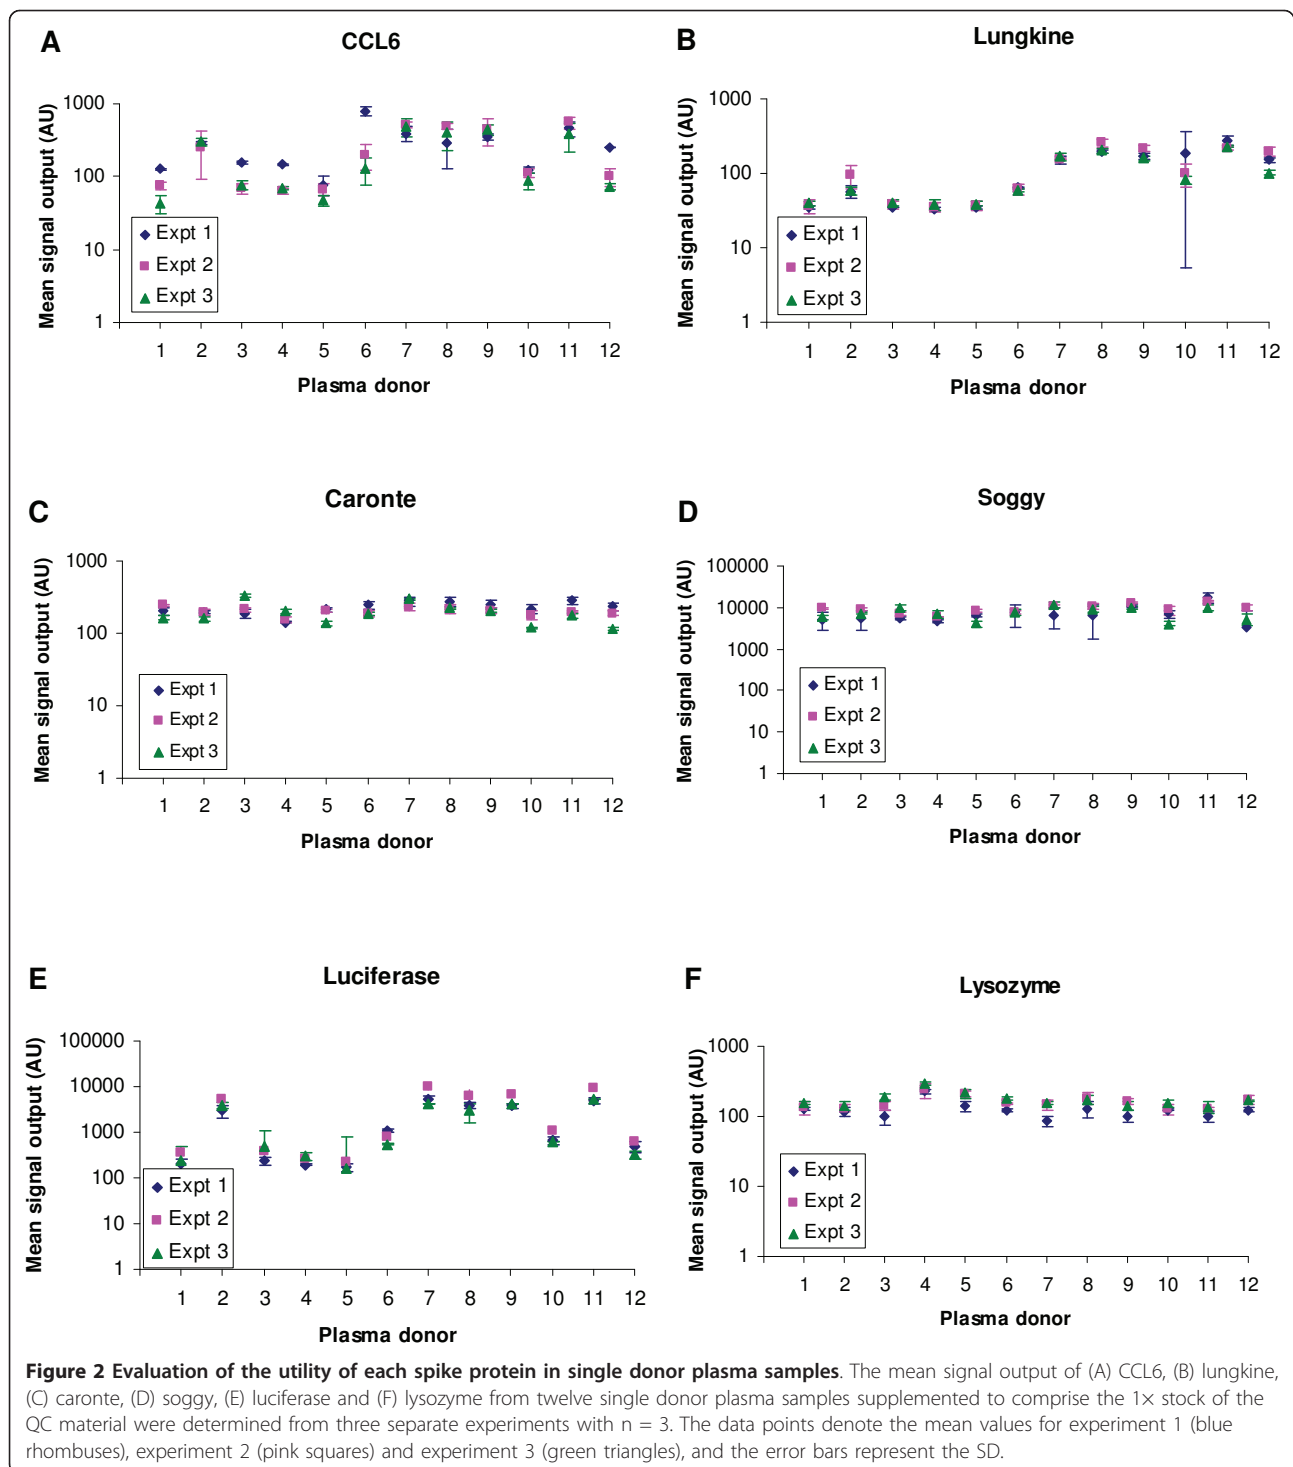 A
CCL6
Mean signal output (AU)
1000
100
10
1
Expt 1
Expt 2
Expt 3
1 2 3 4 5 6 7 8 9 10 11 12
Plasma donor
B
Lungkine
Mean signal output (AU)
1000
100
10
1
Expt 1
Expt 2
Expt 3
1 2 3 4 5 6 7 8 9 10 11 12
Plasma donor
C
Caronte
Mean signal output (AU)
1000
100
10
1
Expt 1
Expt 2
Expt 3
1 2 3 4 5 6 7 8 9 10 11 12
Plasma donor
D
Soggy
Mean signal output (AU)
100000
10000
1000
100
10
1
Expt 1
Expt 2
Expt 3
1 2 3 4 5 6 7 8 9 10 11 12
Plasma donor
E
Luciferase
Mean signal output (AU)
100000
10000
1000
100
10
1
Expt 1
Expt 2
Expt 3
1 2 3 4 5 6 7 8 9 10 11 12
Plasma donor
F
Lysozyme
Mean signal output (AU)
1000
100
10
1
Expt 1
Expt 2
Expt 3
1 2 3 4 5 6 7 8 9 10 11 12
Plasma donor
Figure 2 Evaluation of the utility of each spike protein in single donor plasma samples. The mean signal output of (A) CCL6, (B) lungkine,
(C) caronte, (D) soggy, (E) luciferase and (F) lysozyme from twelve single donor plasma samples supplemented to comprise the 1× stock of the
QC material were determined from three separate experiments with n = 3. The data points denote the mean values for experiment 1 (blue
rhombuses), experiment 2 (pink squares) and experiment 3 (green triangles), and the error bars represent the SD.